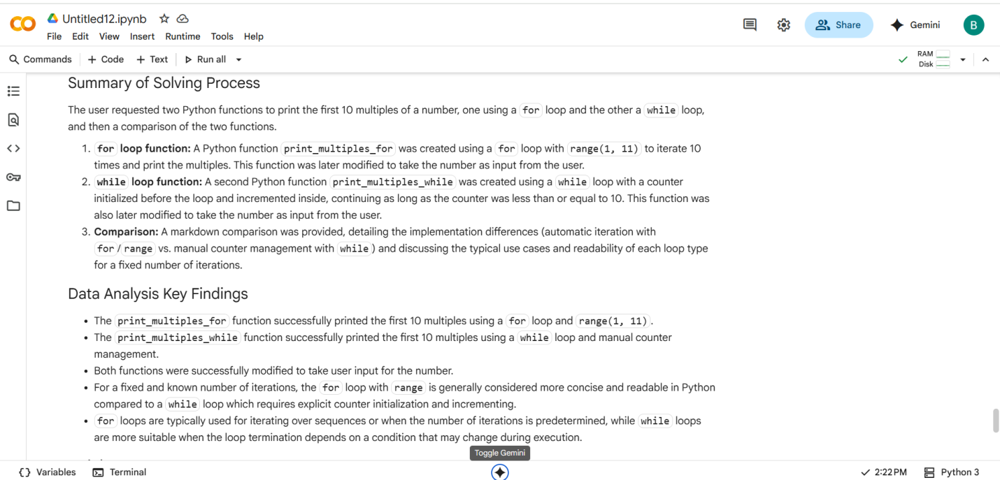 Untitled12.ipynb
File Edit View Insert Runtime Tools Help
Share
Gemini
B
Commands + Code + Text Run all
RAM
Disk
Summary of Solving Process
The user requested two Python functions to print the first 10 multiples of a number, one using a for loop and the other a while loop,
and then a comparison of the two functions.
1. for loop function: A Python function print_multiples_for was created using a for loop with range(1, 11) to iterate 10
times and print the multiples. This function was later modified to take the number as input from the user.
2. while loop function: A second Python function print_multiples_while was created using a while loop with a counter
initialized before the loop and incremented inside, continuing as long as the counter was less than or equal to 10. This function was
also later modified to take the number as input from the user.
3. Comparison: A markdown comparison was provided, detailing the implementation differences (automatic iteration with
for / range vs. manual counter management with while ) and discussing the typical use cases and readability of each loop type
for a fixed number of iterations.
Data Analysis Key Findings
• The print_multiples_for function successfully printed the first 10 multiples using a for loop and range(1, 11) .
• The print_multiples_while function successfully printed the first 10 multiples using a while loop and manual counter
management.
• Both functions were successfully modified to take user input for the number.
• For a fixed and known number of iterations, the for loop with range is generally considered more concise and readable in Python
compared to a while loop which requires explicit counter initialization and incrementing.
• for loops are typically used for iterating over sequences or when the number of iterations is predetermined, while while loops
are more suitable when the loop termination depends on a condition that may change during execution.
Toggle Gemini
{} Variables Terminal
2:22 PM Python 3